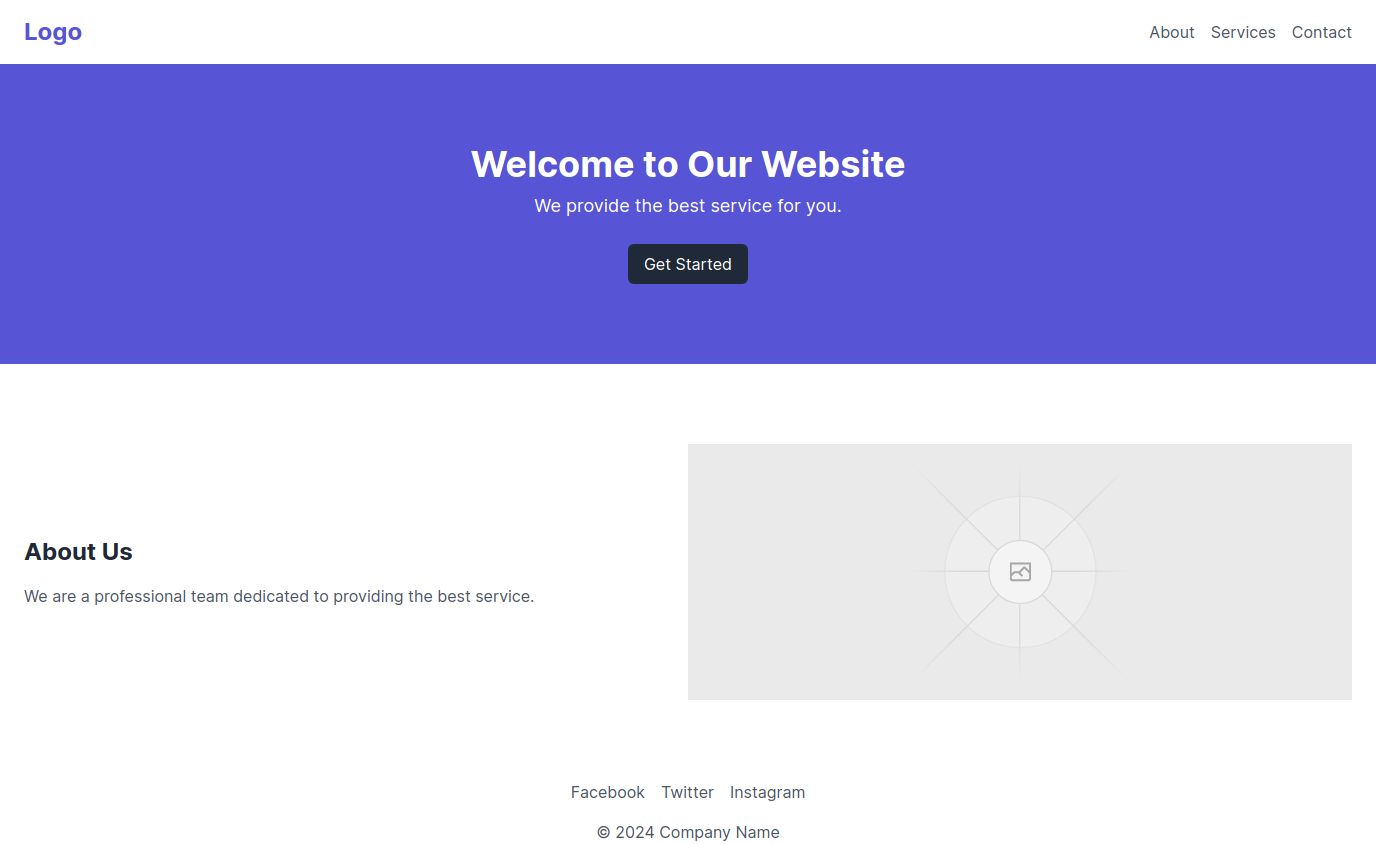 Logo
About Services Contact
Welcome to Our Website
We provide the best service for you.
Get Started
About Us
We are a professional team dedicated to providing the best service.
Facebook Twitter Instagram
© 2024 Company Name